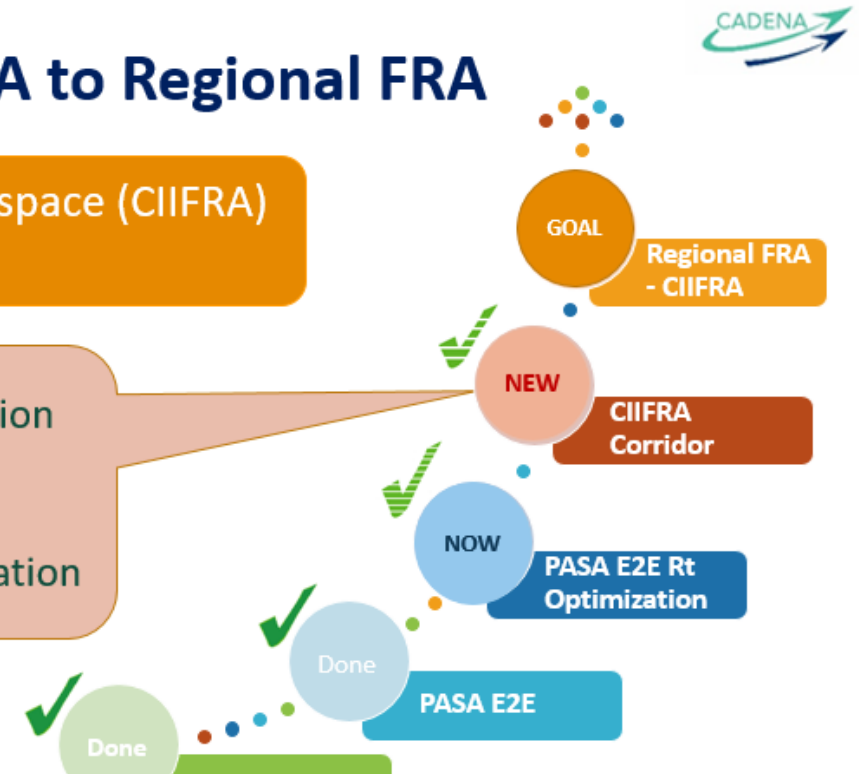 CADENA
A to Regional FRA
space (CIIFRA)
GOAL
Regional FRA
- CIIFRA
NEW
CIIFRA
Corridor
ion
NOW
PASA E2E Rt
Optimization
ation
Done
PASA E2E
Done